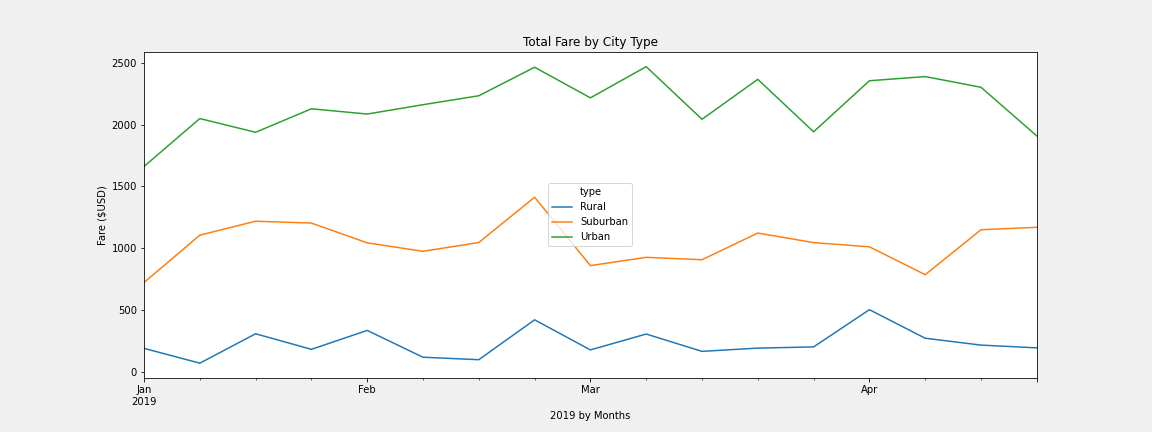 Total Fare by City Type
Fare ($USD)
2500
2000
1500
1000
500
0
type
Rural
Suburban
Urban
Jan Feb Mar Apr
2019
2019 by Months